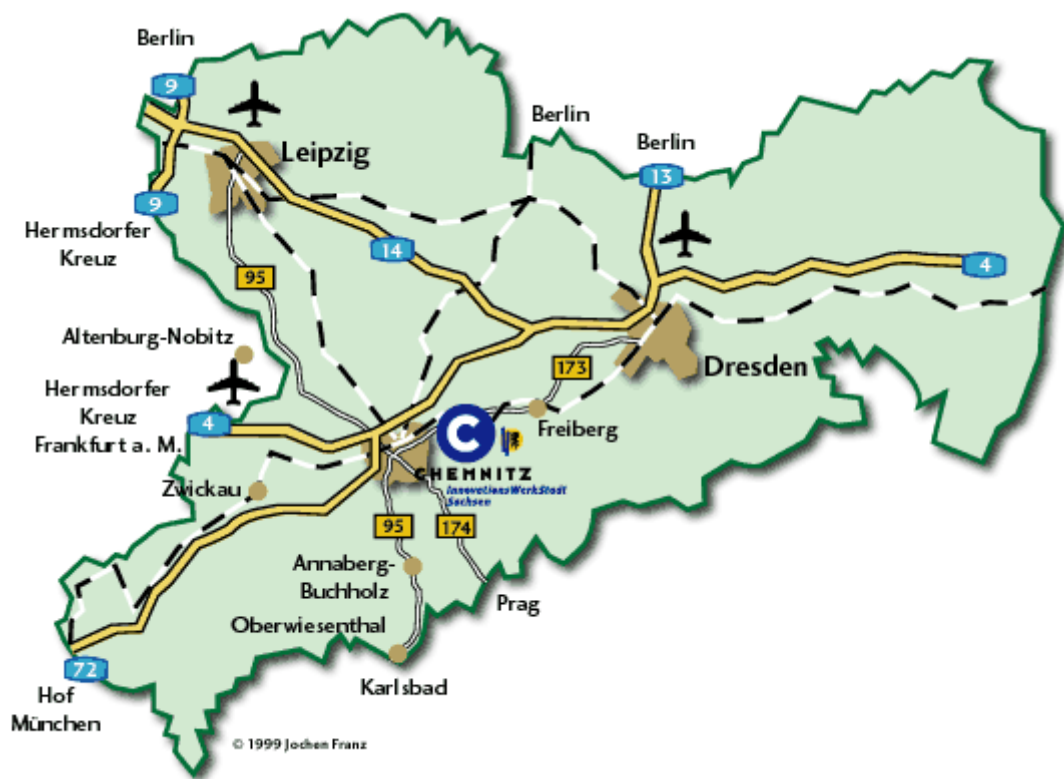 Berlin
9
Leipzig
Berlin
Berlin
13
9
Hermsdorfer
Kreuz
14
4
95
Altenburg-Nobitz
173
Dresden
Hermsdorfer
Kreuz
Frankfurt a. M.
4
Freiberg
C
CHEMNITZ
InnovationsWerkStadt
Sachsen
Zwickau
95
174
Annaberg-
Buchholz
Prag
Oberwiesenthal
72
Karlsbad
Hof
München
© 1999 Jochen Franz